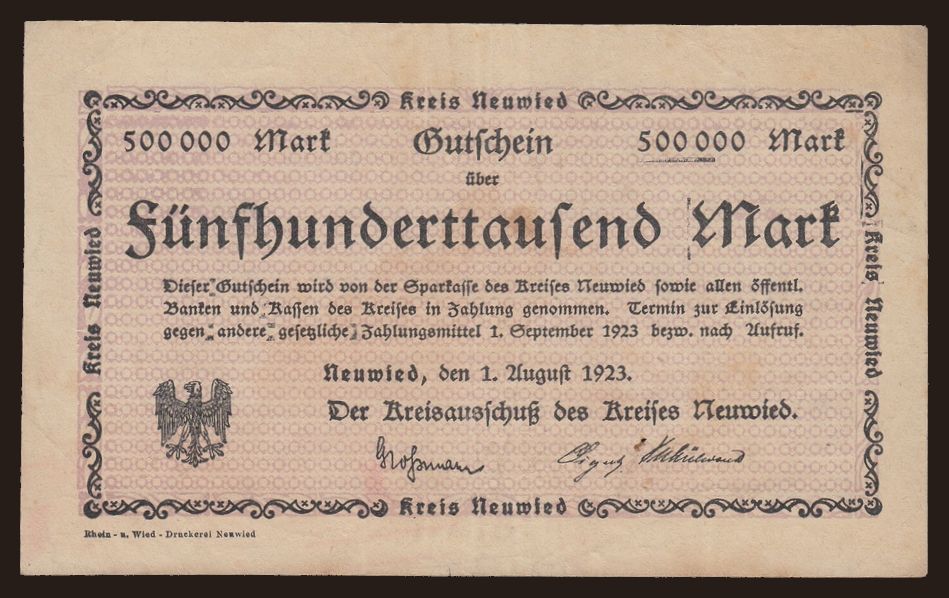 Kreis Neuwied
500 000 Mark Gutschein 500 000 Mark
über
Fünfhunderttausend Mark
Dieser Gutschein wird von der Sparkasse des Kreises Neuwied sowie allen öffentl.
Banken und Kassen des Kreises in Zahlung genommen. Termin zur Einlösung
gegen andere gesetzliche Zahlungsmittel 1. September 1923 bezw. nach Aufruf.
Neuwied, den 1. August 1923.
Der Kreisausschuß des Kreises Neuwied.
Großmann
Kreis Neuwied
Kreis Neuwied
Kreis Neuwied
Rhein- u. Wied-Druckerei Neuwied